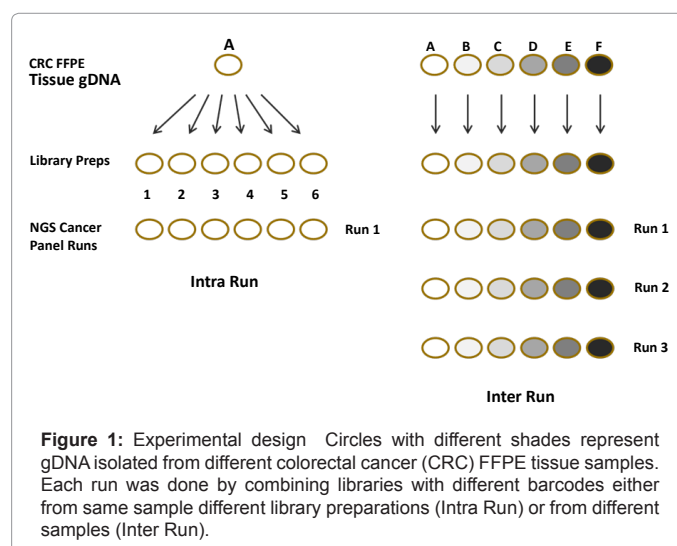 A
A B C D E F
CRC FFPE
Tissue gDNA
Library Preps
1 2 3 4 5 6
NGS Cancer
Panel Runs
Run 1
Intra Run
Run 1
Run 2
Run 3
Inter Run
Figure 1: Experimental design Circles with different shades represent
gDNA isolated from different colorectal cancer (CRC) FFPE tissue samples.
Each run was done by combining libraries with different barcodes either
from same sample different library preparations (Intra Run) or from different
samples (Inter Run).